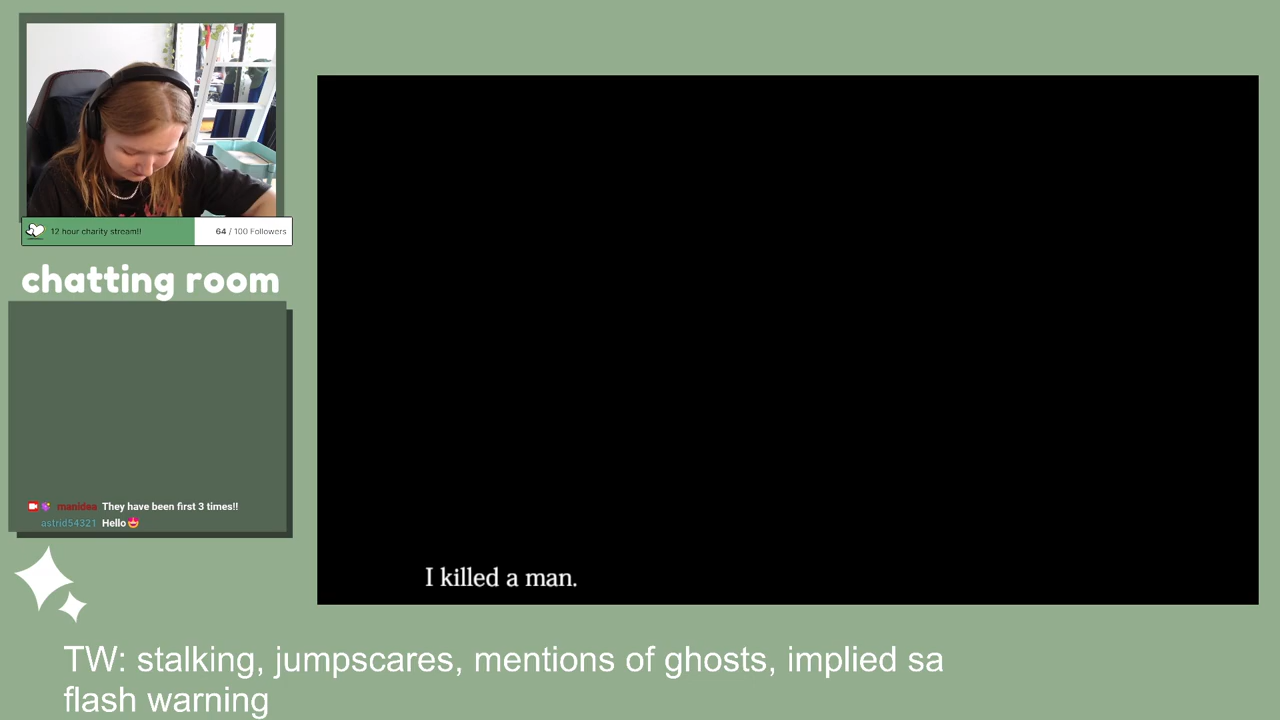 12 hour charity stream!!
64 / 100 Followers
chatting room
manidea They have been first 3 times!!
astrid54321 Hello
I killed a man.
TW: stalking, jumpscares, mentions of ghosts, implied sa
flash warning